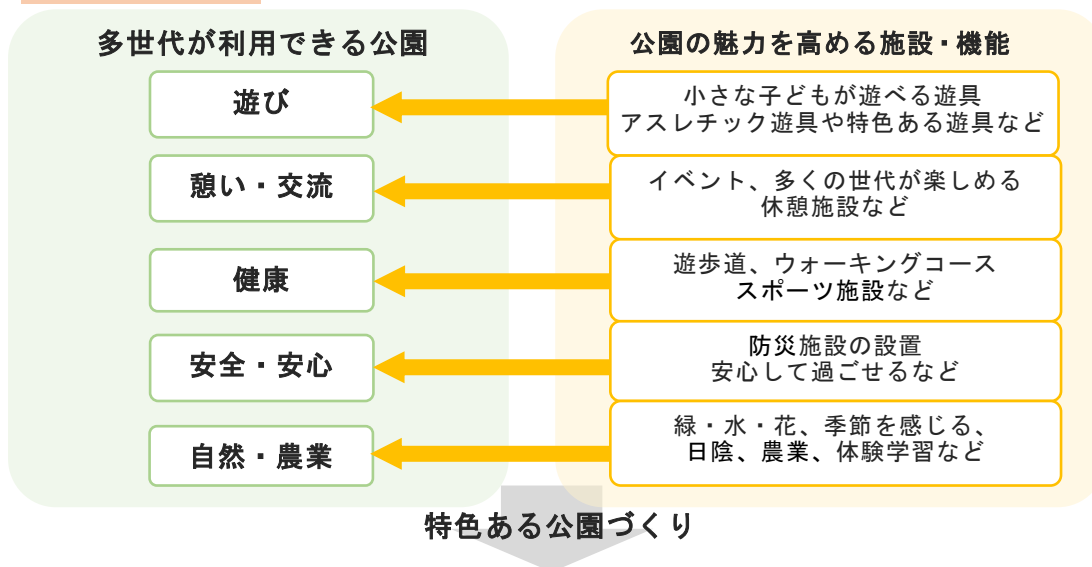 多世代が利用できる公園
公園の魅力を高める施設・機能
遊び
小さな子どもが遊べる遊具
アスレチック遊具や特色ある遊具など
憩い・交流
イベント、多くの世代が楽しめる
休憩施設など
健康
遊歩道、ウォーキングコース
スポーツ施設など
安全・安心
防災施設の設置
安心して過ごせるなど
自然・農業
緑・水・花、季節を感じる、
日陰、農業、体験学習など
特色ある公園づくり